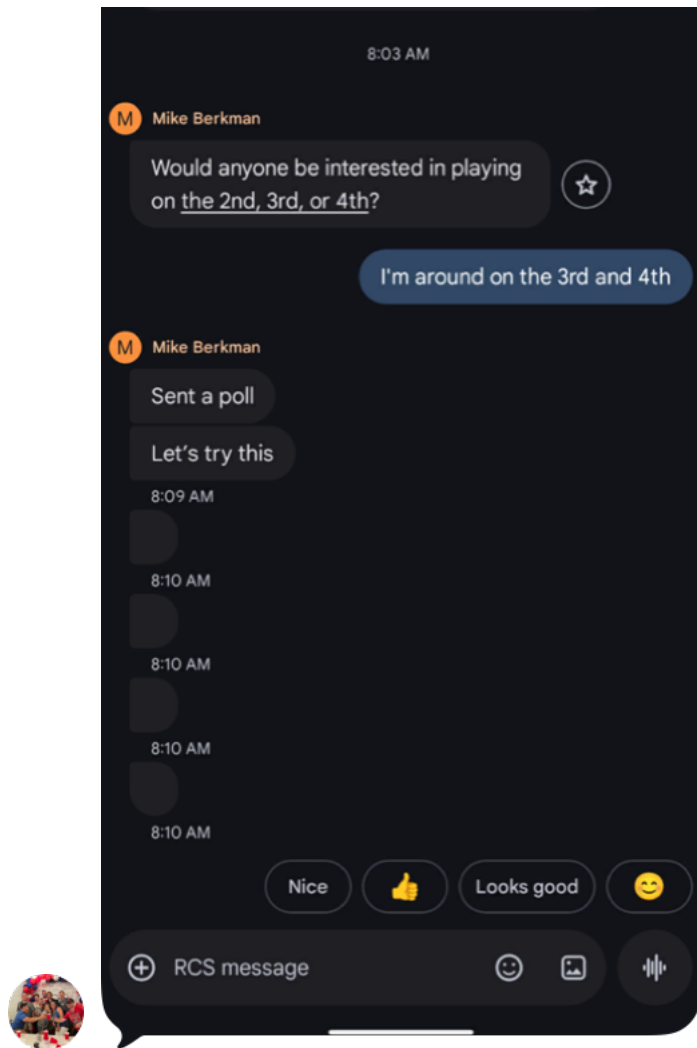 8:03 AM
M Mike Berkman
Would anyone be interested in playing
on the 2nd, 3rd, or 4th?
I'm around on the 3rd and 4th
M Mike Berkman
Sent a poll
Let’s try this
8:09 AM
8:10 AM
8:10 AM
8:10 AM
8:10 AM
Nice 👍 Looks good 😊
RCS message